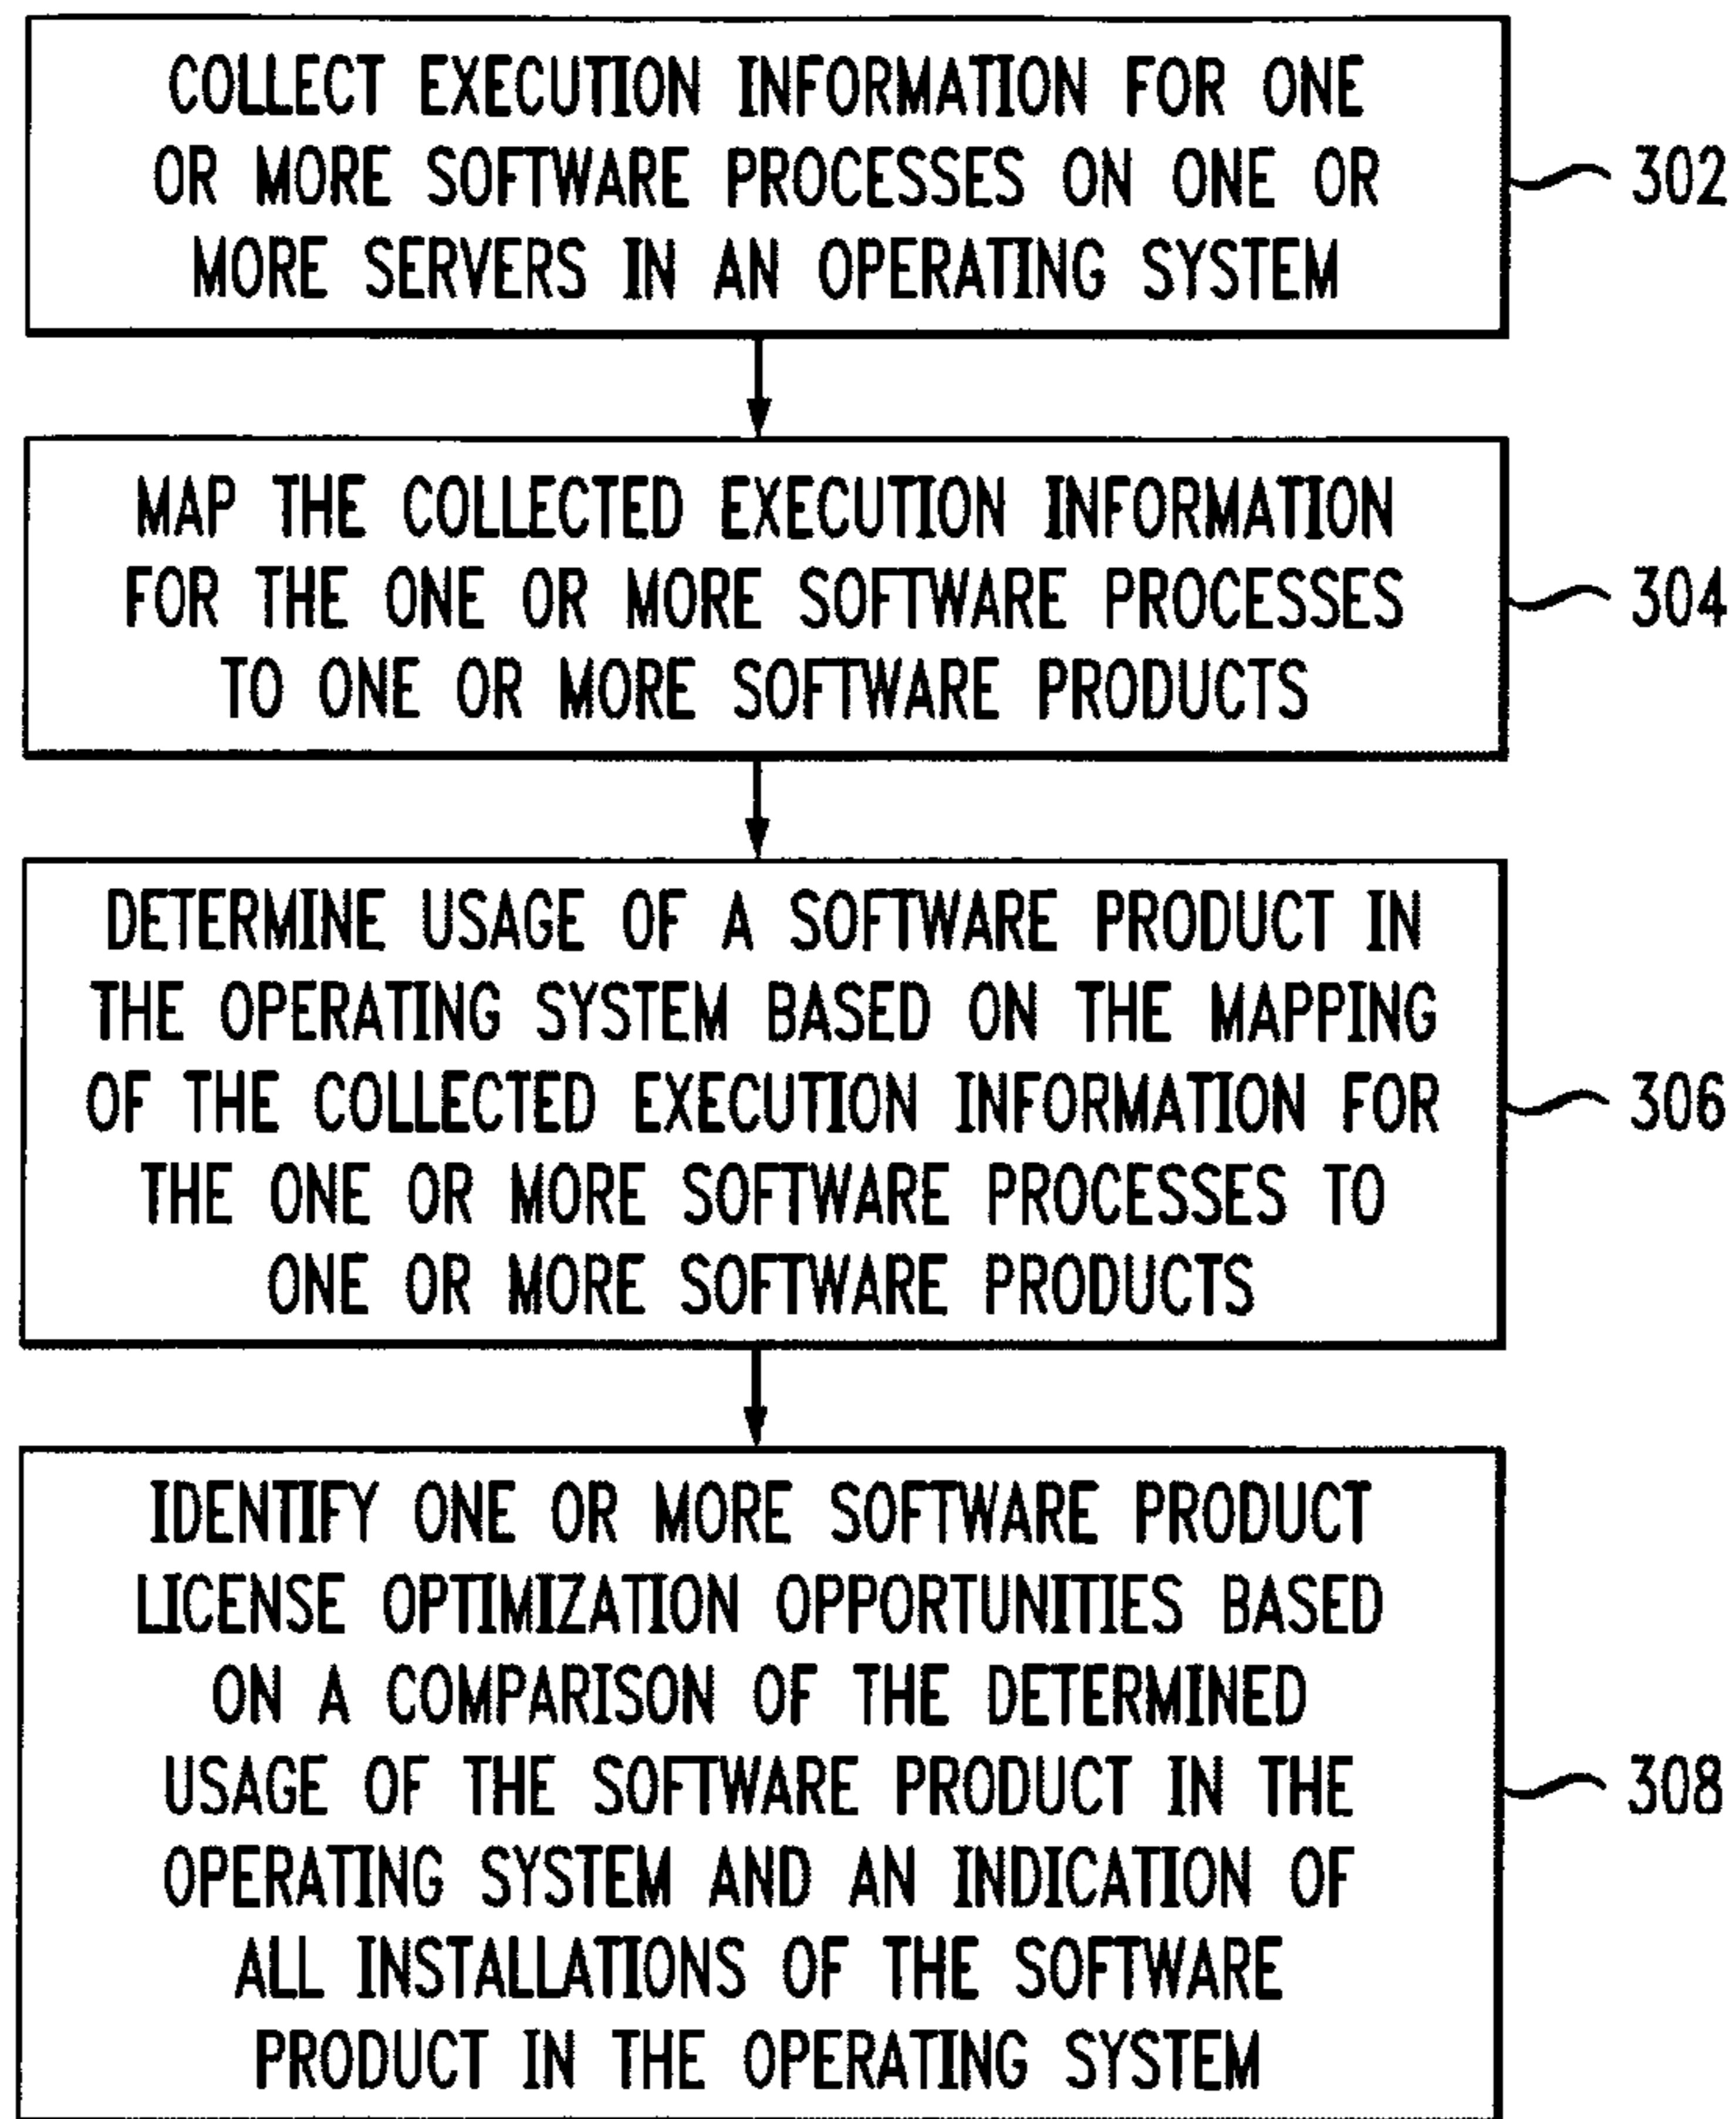 COLLECT EXECUTION INFORMATION FOR ONE
OR MORE SOFTWARE PROCESSES ON ONE OR
MORE SERVERS IN AN OPERATING SYSTEM
302
MAP THE COLLECTED EXECUTION INFORMATION
FOR THE ONE OR MORE SOFTWARE PROCESSES
TO ONE OR MORE SOFTWARE PRODUCTS
304
DETERMINE USAGE OF A SOFTWARE PRODUCT IN
THE OPERATING SYSTEM BASED ON THE MAPPING
OF THE COLLECTED EXECUTION INFORMATION FOR
THE ONE OR MORE SOFTWARE PROCESSES TO
ONE OR MORE SOFTWARE PRODUCTS
306
IDENTIFY ONE OR MORE SOFTWARE PRODUCT
LICENSE OPTIMIZATION OPPORTUNITIES BASED
ON A COMPARISON OF THE DETERMINED
USAGE OF THE SOFTWARE PRODUCT IN THE
OPERATING SYSTEM AND AN INDICATION OF
ALL INSTALLATIONS OF THE SOFTWARE
PRODUCT IN THE OPERATING SYSTEM
308